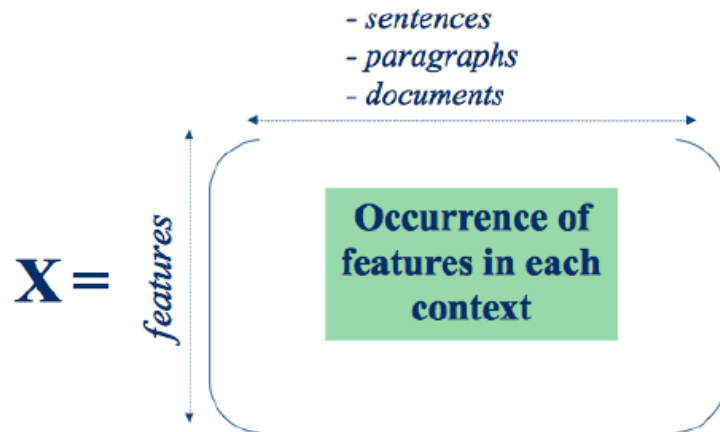 - sentences
- paragraphs
- documents
X =
features
Occurrence of
features in each
context